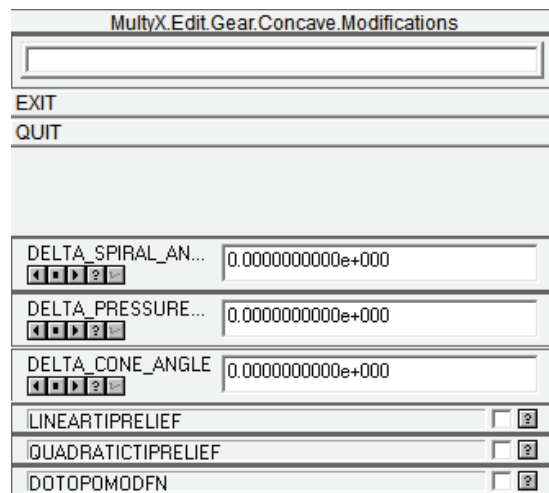 MultyX.Edit.Gear.Concave.Modifications
EXIT
QUIT
DELTA_SPIRAL_AN...
0.0000000000e+000
DELTA_PRESSURE...
0.0000000000e+000
DELTA_CONE_ANGLE
0.0000000000e+000
LINEARTIPRELIEF
?
QUADRATICTIPRELIEF
?
DOTOPOMODFN
?